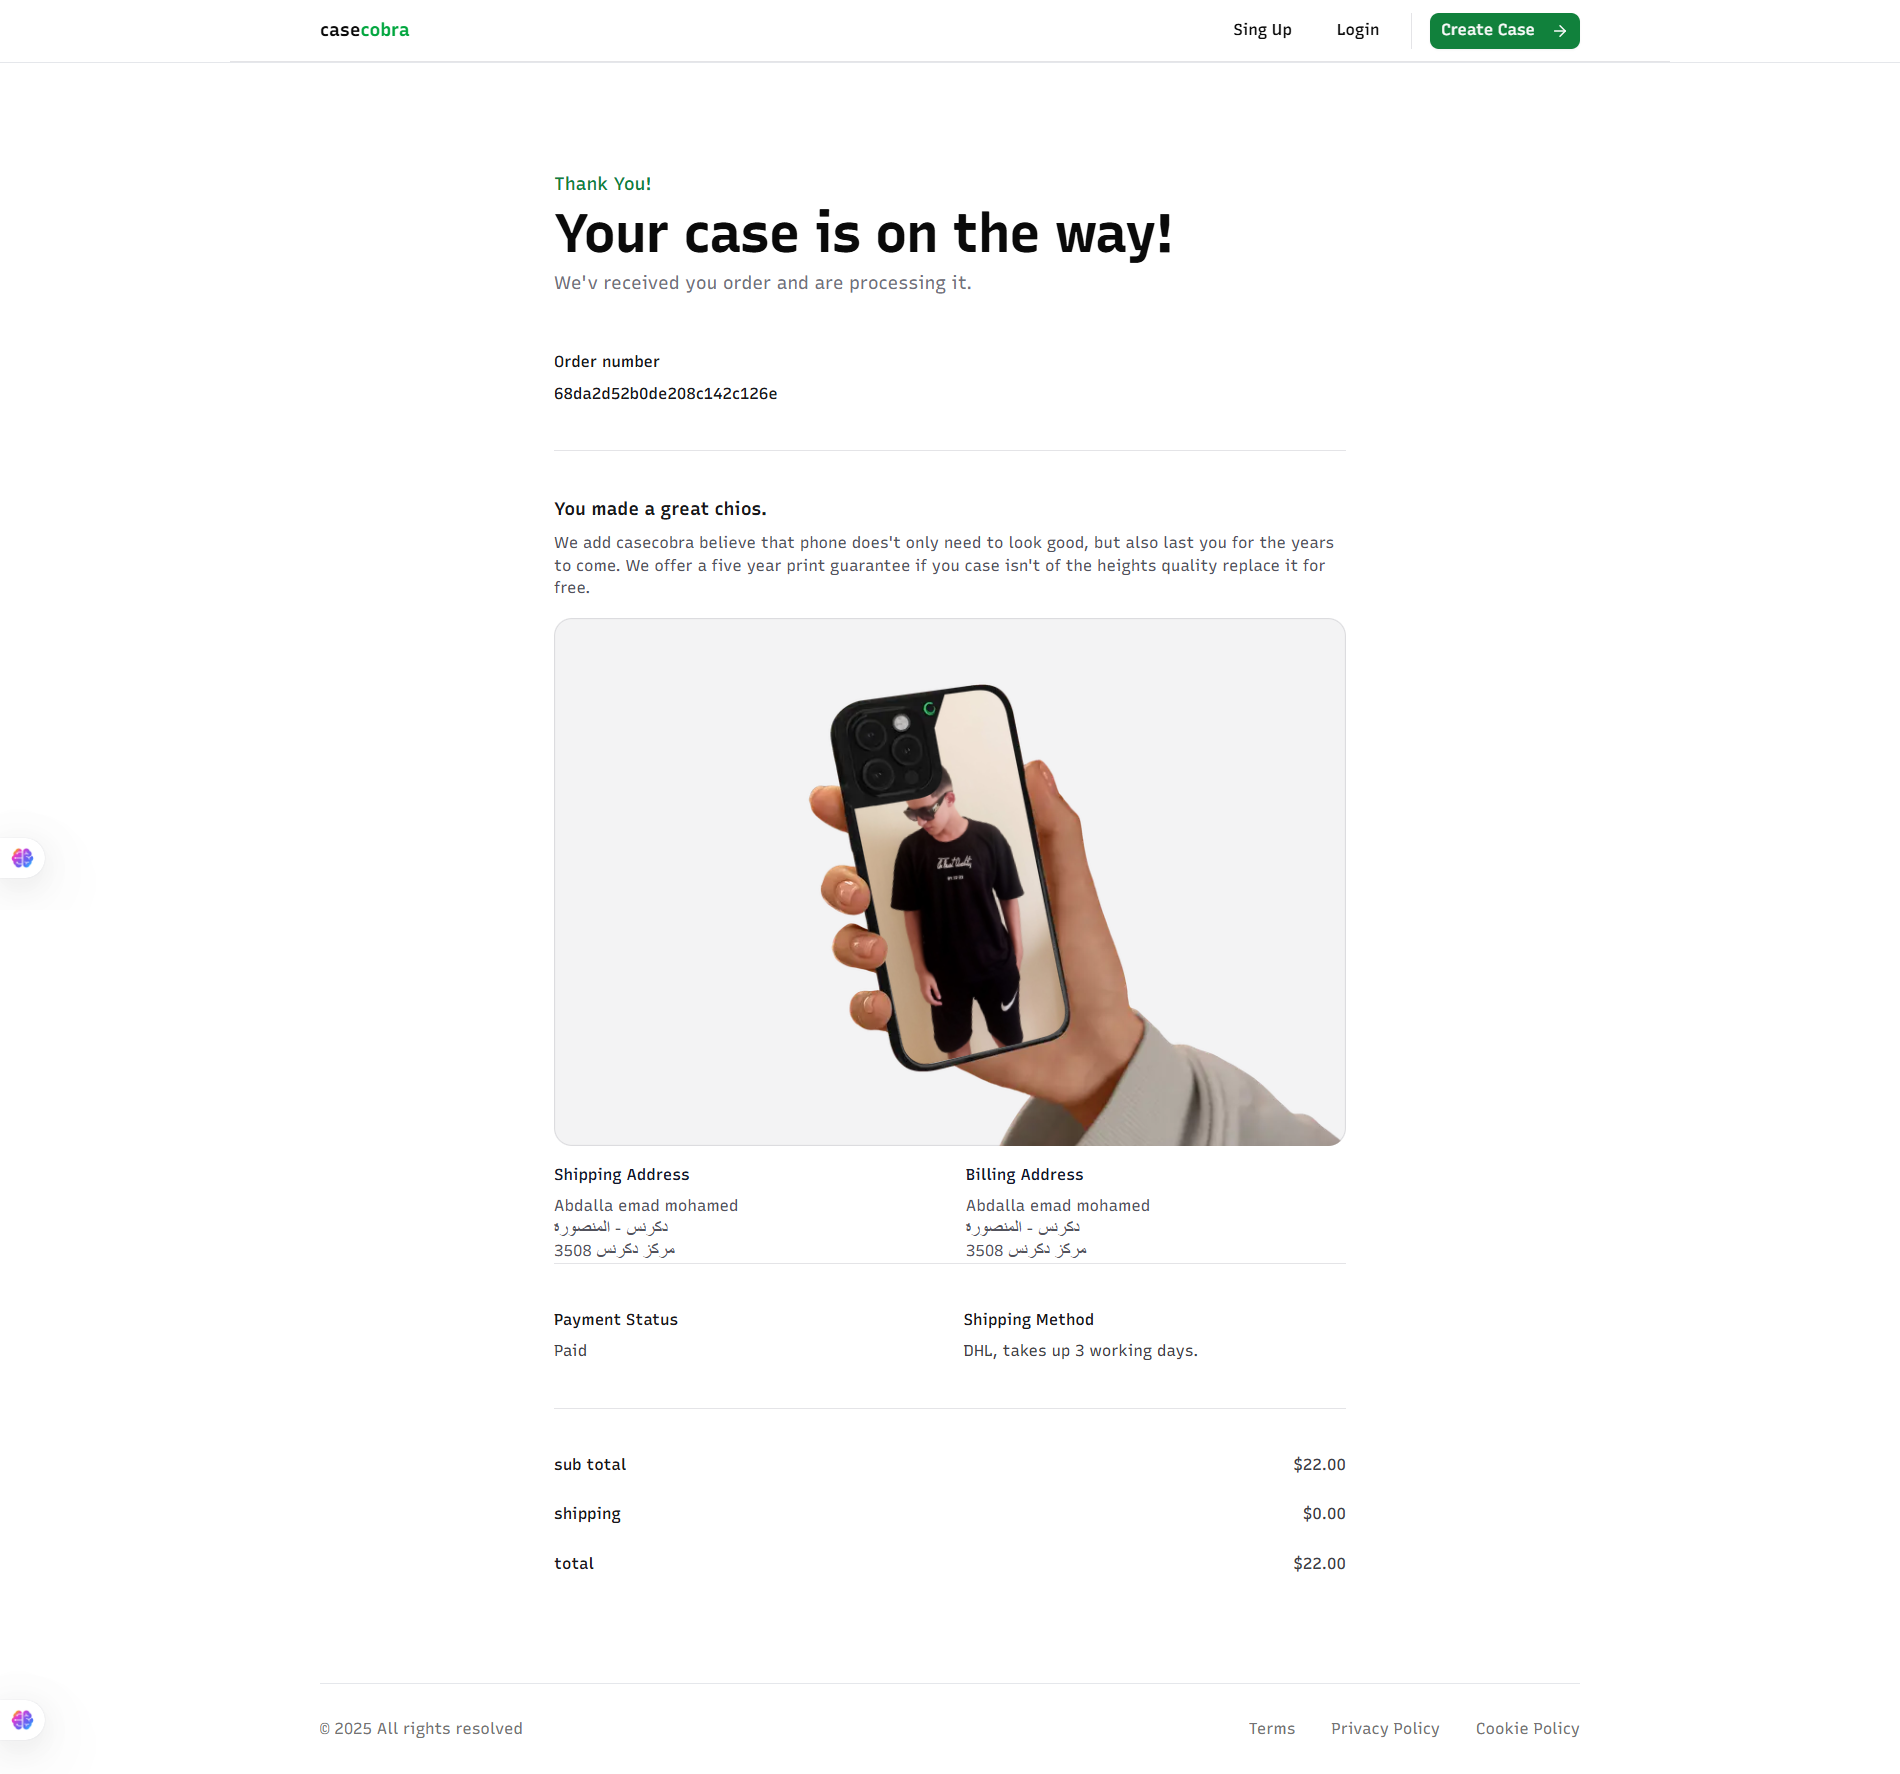 casecobra
Sing Up
Login
Create Case
Thank You!
Your case is on the way!
We'v received you order and are processing it.
Order number
68da2d52b0de208c142c126e
You made a great chios.
We add casecobra believe that phone does't only need to look good, but also last you for the years
to come. We offer a five year print guarantee if you case isn't of the heights quality replace it for
free.
Shipping Address
Abdalla emad mohamed
دكرنس - المنصورة
مركز دكرنس 3508
Billing Address
Abdalla emad mohamed
دكرنس - المنصورة
مركز دكرنس 3508
Payment Status
Paid
Shipping Method
DHL, takes up 3 working days.
sub total
$22.00
shipping
$0.00
total
$22.00
© 2025 All rights resolved
Terms
Privacy Policy
Cookie Policy